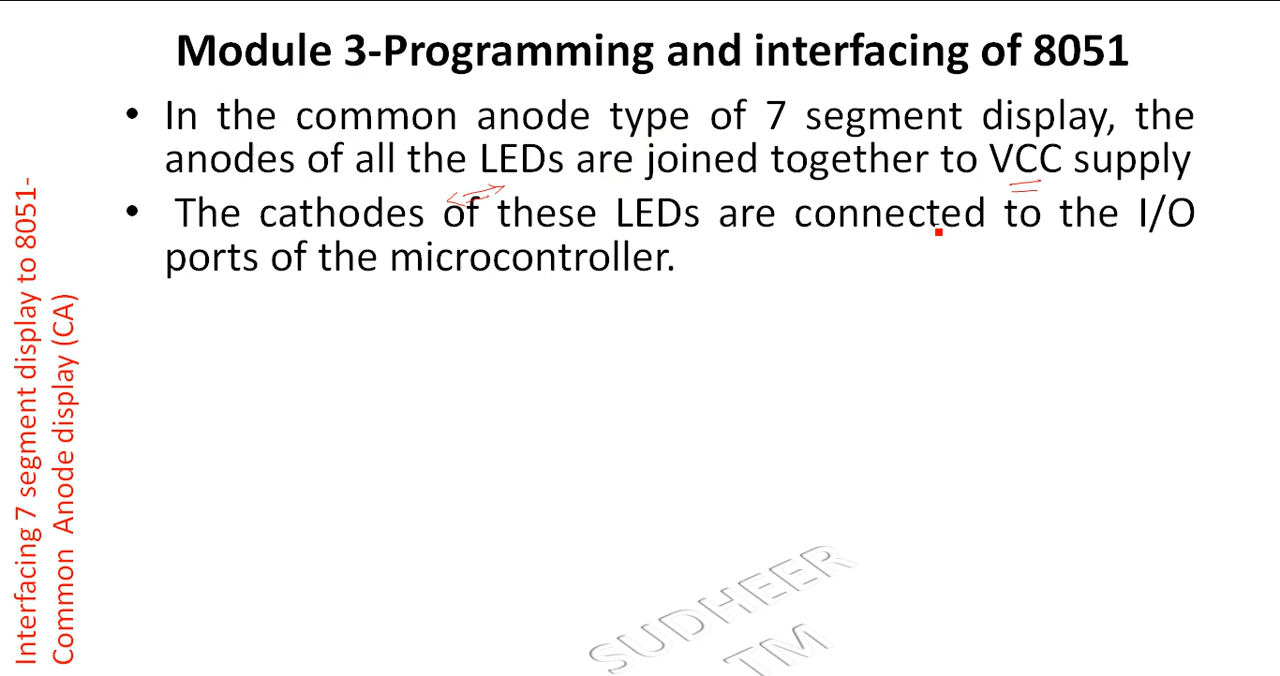 Module 3-Programming and interfacing of 8051
• In the common anode type of 7 segment display, the
anodes of all the LEDs are joined together to VCC supply
• The cathodes of these LEDs are connected to the I/O
ports of the microcontroller.
Interfacing 7 segment display to 8051-
Common Anode display (CA)
SUDHEER
TM